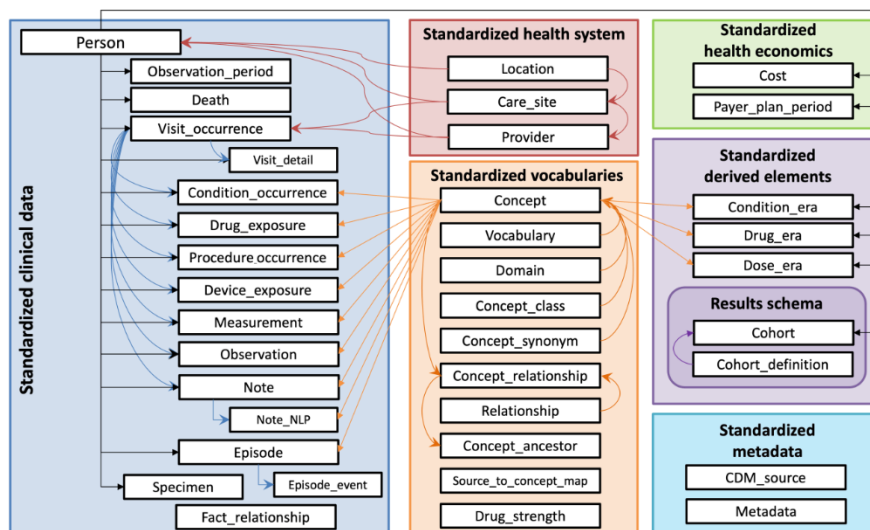 Standardized clinical data
Person
Observation_period
Death
Visit_occurrence
Visit_detail
Condition_occurrence
Drug_exposure
Procedure_occurrence
Device_exposure
Measurement
Observation
Note
Note_NLP
Episode
Specimen
Episode_event
Fact_relationship
Standardized health system
Location
Care_site
Provider
Standardized vocabularies
Concept
Vocabulary
Domain
Concept_class
Concept_synonym
Concept_relationship
Relationship
Concept_ancestor
Source_to_concept_map
Drug_strength
Standardized
health economics
Cost
Payer_plan_period
Standardized
derived elements
Condition_era
Drug_era
Dose_era
Results schema
Cohort
Cohort_definition
Standardized
metadata
CDM_source
Metadata